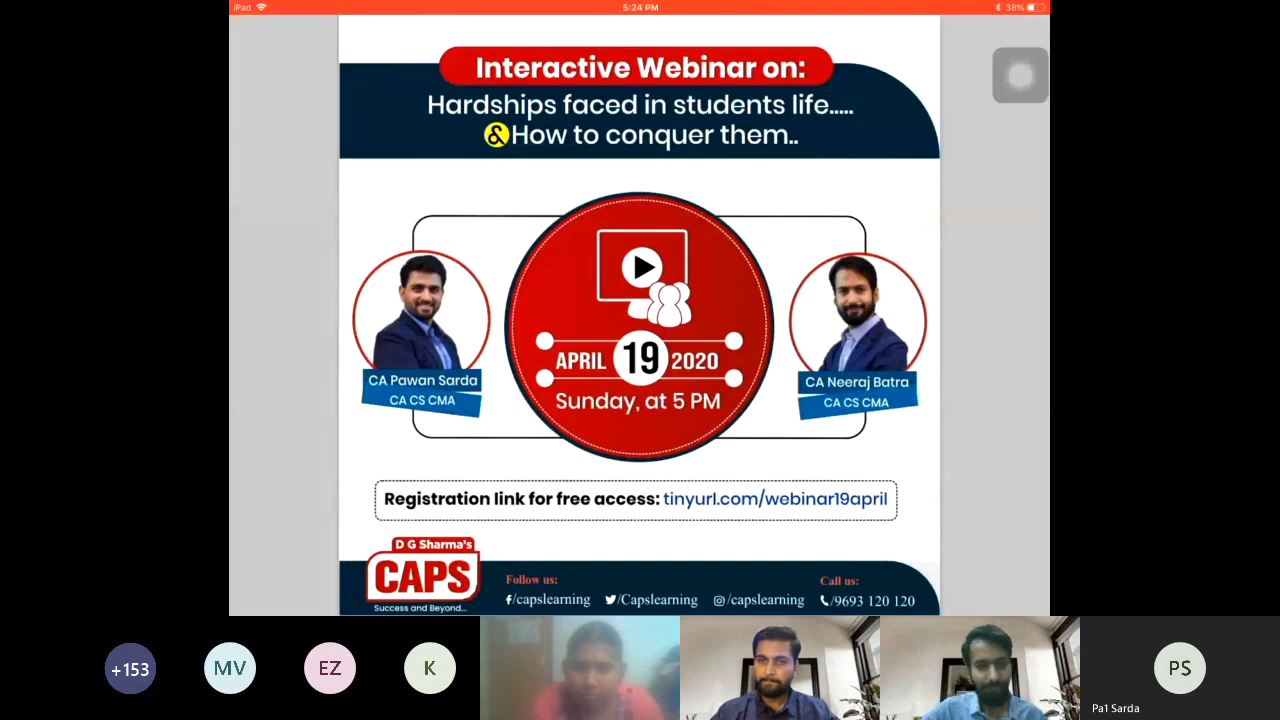 iPad 5:24 PM 38%
Interactive Webinar on:
Hardships faced in students life.....
&How to conquer them..
APRIL 19 2020
Sunday, at 5 PM
CA Pawan Sarda
CA CS CMA
CA Neeraj Batra
CA CS CMA
Registration link for free access: tinyurl.com/webinar19april
D G Sharma's
CAPS
Success and Beyond...
Follow us:
/capslearning /Capslearning /capslearning
Call us:
/9693 120 120
+153 MV EZ K PS
Pa1 Sarda